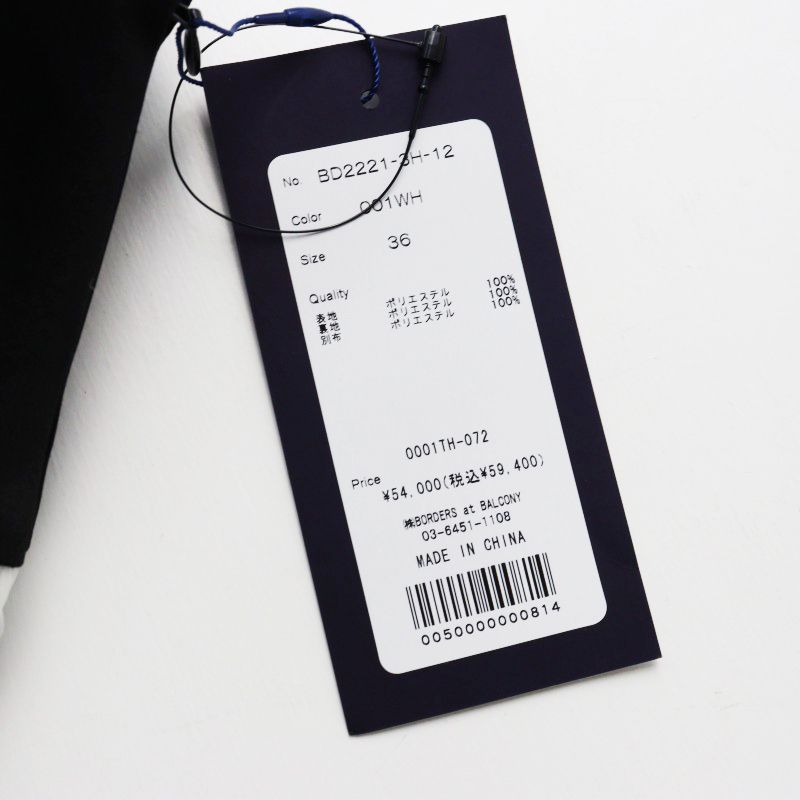 No. BD2221-3H-12
Color 001WH
Size 36
Quality
表地 ポリエステル 100%
裏地 ポリエステル 100%
別布 ポリエステル 100%
0001TH-072
Price ¥54,000(税込¥59,400)
㈱BORDERS at BALCONY
03-6451-1108
MADE IN CHINA
0050000000814